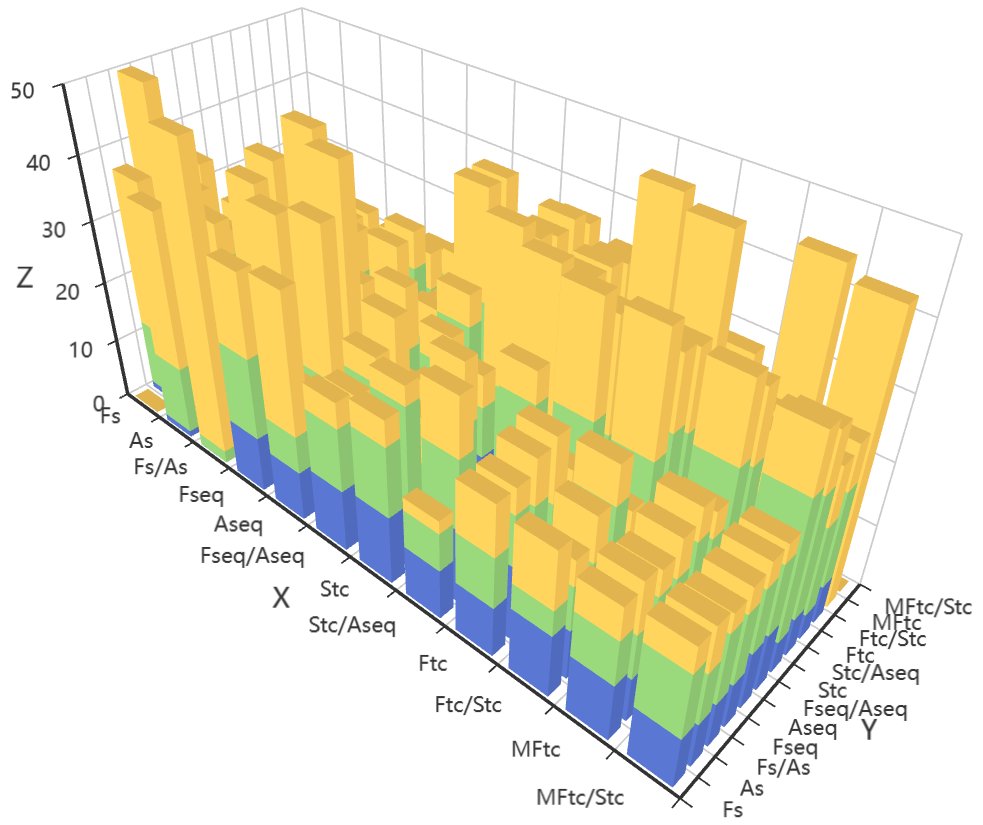 50
40
30
20
10
0
Z
Fs
As
Fs/As
Fseq
Aseq
Fseq/Aseq
Stc
Stc/Aseq
Ftc
Ftc/Stc
MFtc
MFtc/Stc
X
MFtc/Stc
MFtc
Ftc/Stc
Ftc
Stc/Aseq
Stc
Fseq/Aseq
Aseq
Fseq
Fs/As
As
Fs
Y